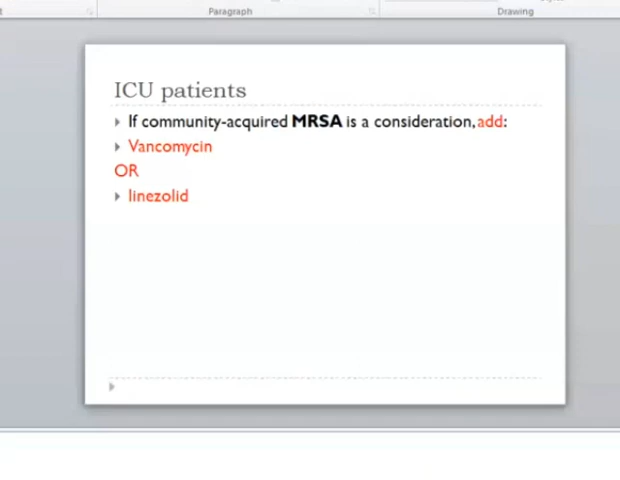 Paragraph
Drawing
ICU patients
If community-acquired MRSA is a consideration, add:
Vancomycin
OR
linezolid